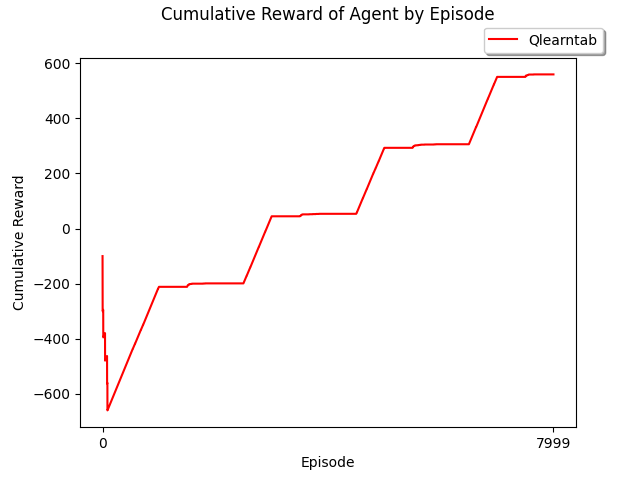 Cumulative Reward of Agent by Episode
Qlearntab
600
400
200
0
−200
−400
−600
Cumulative Reward
0
7999
Episode